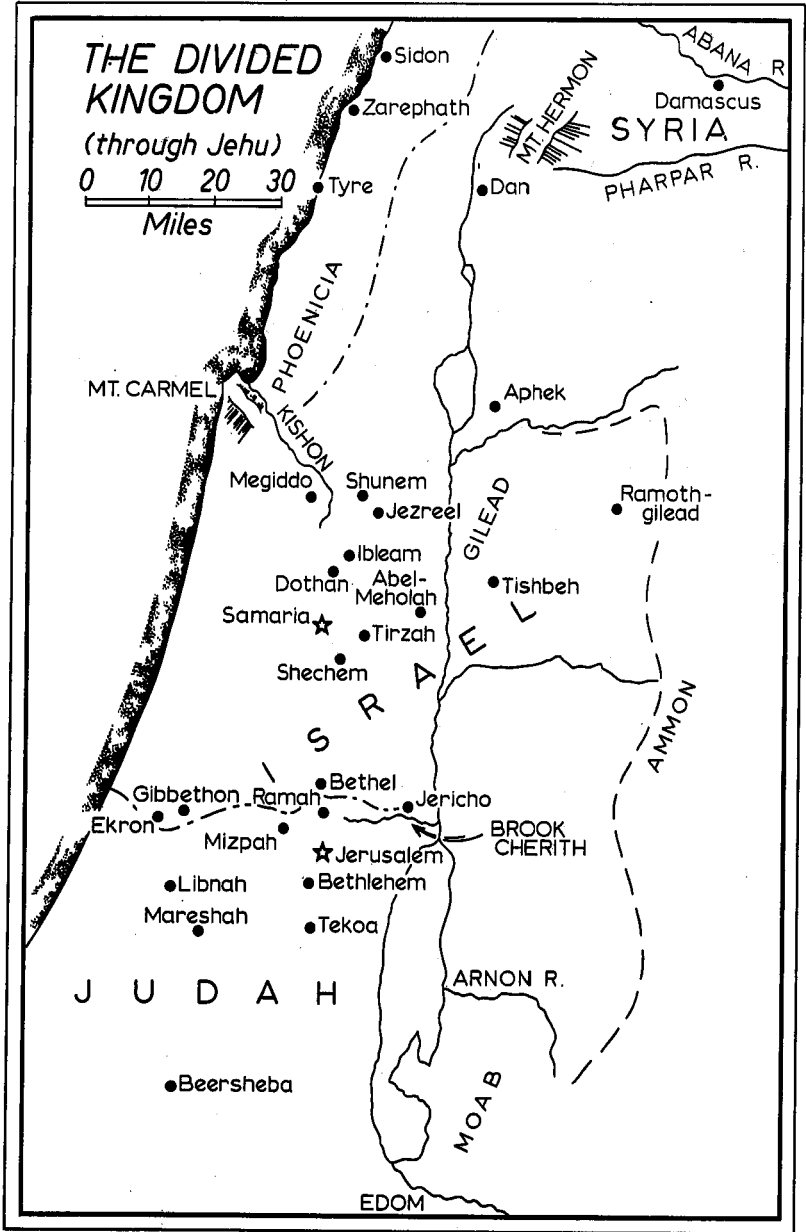 THE DIVIDED
KINGDOM
(through Jehu)
0 10 20 30
Miles
Sidon
Zarephath
Tyre
ABANA R
Damascus
SYRIA
MT. HERMON
PHARPAR R.
Dan
PHOENICIA
MT. CARMEL
KISHON
Aphek
Megiddo
Shunem
Jezreel
GILEAD
Ramoth-
gilead
Ibleam
Dothan
Abel-
Meholah
Tishbeh
Samaria
Tirzah
Shechem
I S R A E L
AMMON
Bethel
Gibbethon
Ramah
Jericho
Ekron
Mizpah
BROOK
CHERITH
Jerusalem
Libnah
Bethlehem
Mareshah
Tekoa
J U D A H
ARNON R.
Beersheba
MOAB
EDOM